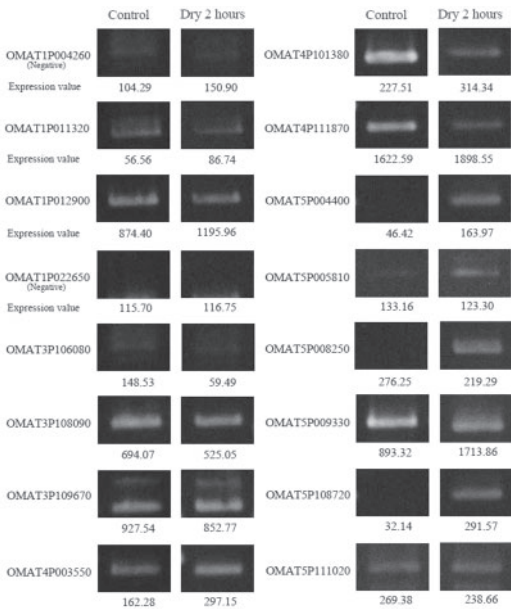 Control Dry 2 hours
OMAT1P004260
(Negative)
Expression value 104.29 150.90
OMAT1P011320
Expression value 56.56 86.74
OMAT1P012900
Expression value 874.40 1195.96
OMAT1P022650
(Negative)
Expression value 115.70 116.75
OMAT3P106080
148.53 59.49
OMAT3P108090
694.07 525.05
OMAT3P109670
927.54 852.77
OMAT4P003550
162.28 297.15
Control Dry 2 hours
OMAT4P101380
227.51 314.34
OMAT4P111870
1622.59 1898.55
OMAT5P004400
46.42 163.97
OMAT5P005810
133.16 123.30
OMAT5P008250
276.25 219.29
OMAT5P009330
893.32 1713.86
OMAT5P108720
32.14 291.57
OMAT5P111020
269.38 238.66